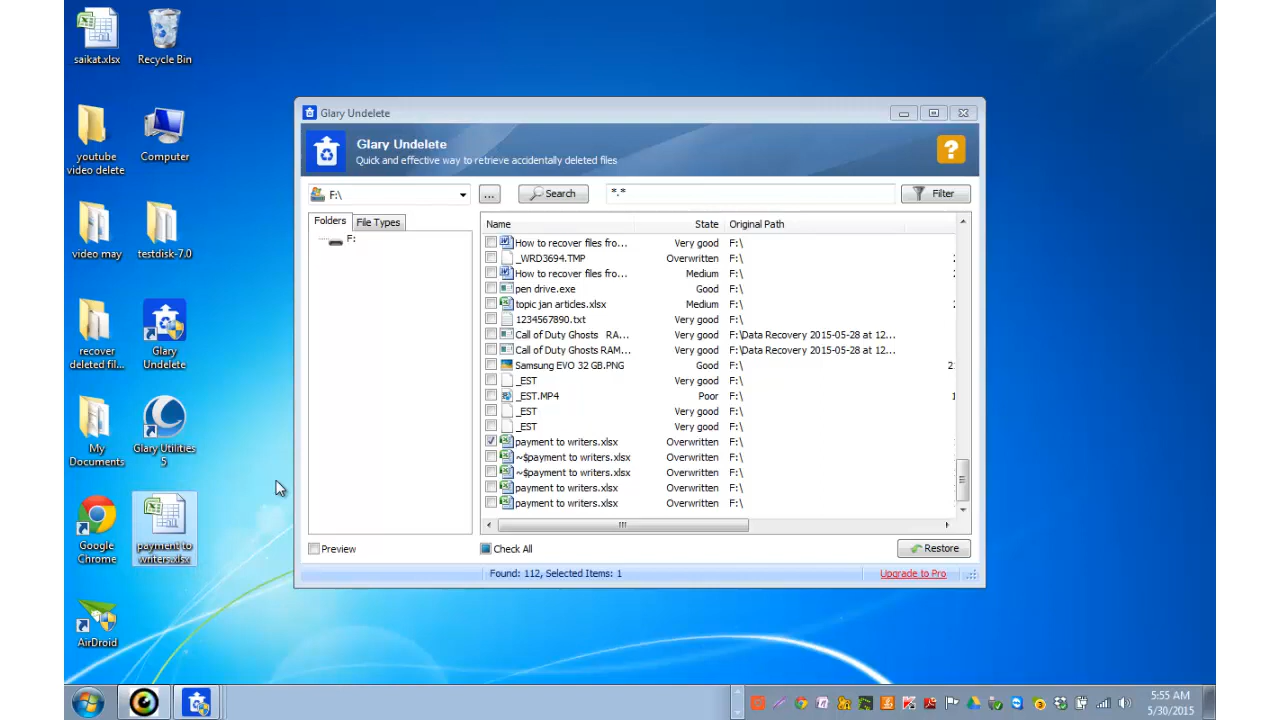 saikat.xlsx
Recycle Bin
youtube
video delete
Computer
video may
testdisk-7.0
recover
deleted fil...
Glary
Undelete
My
Documents
Glary Utilities
5
Google
Chrome
payment to
writers.xlsx
AirDroid
Glary Undelete
Glary Undelete
Quick and effective way to retrieve accidentally deleted files
?
F:\
...
Search
*.*
Filter
Folders
File Types
F:
Name State Original Path
How to recover files fro... Very good F:\
_WRD3694.TMP Overwritten F:\ 2
How to recover files fro... Medium F:\
pen drive.exe Good F:\
topic jan articles.xlsx Medium F:\ 2
1234567890.txt Very good F:\
Call of Duty Ghosts RA... Very good F:\Data Recovery 2015-05-28 at 12...
Call of Duty Ghosts RAM... Very good F:\Data Recovery 2015-05-28 at 12...
Samsung EVO 32 GB.PNG Good F:\ 2
_EST Very good F:\
_EST.MP4 Poor F:\ 1
_EST Very good F:\
_EST Very good F:\
payment to writers.xlsx Overwritten F:\
~$payment to writers.xlsx Overwritten F:\
~$payment to writers.xlsx Overwritten F:\
payment to writers.xlsx Overwritten F:\
payment to writers.xlsx Overwritten F:\
Preview
Check All
Restore
Found: 112, Selected Items: 1
Upgrade to Pro
5:55 AM
5/30/2015